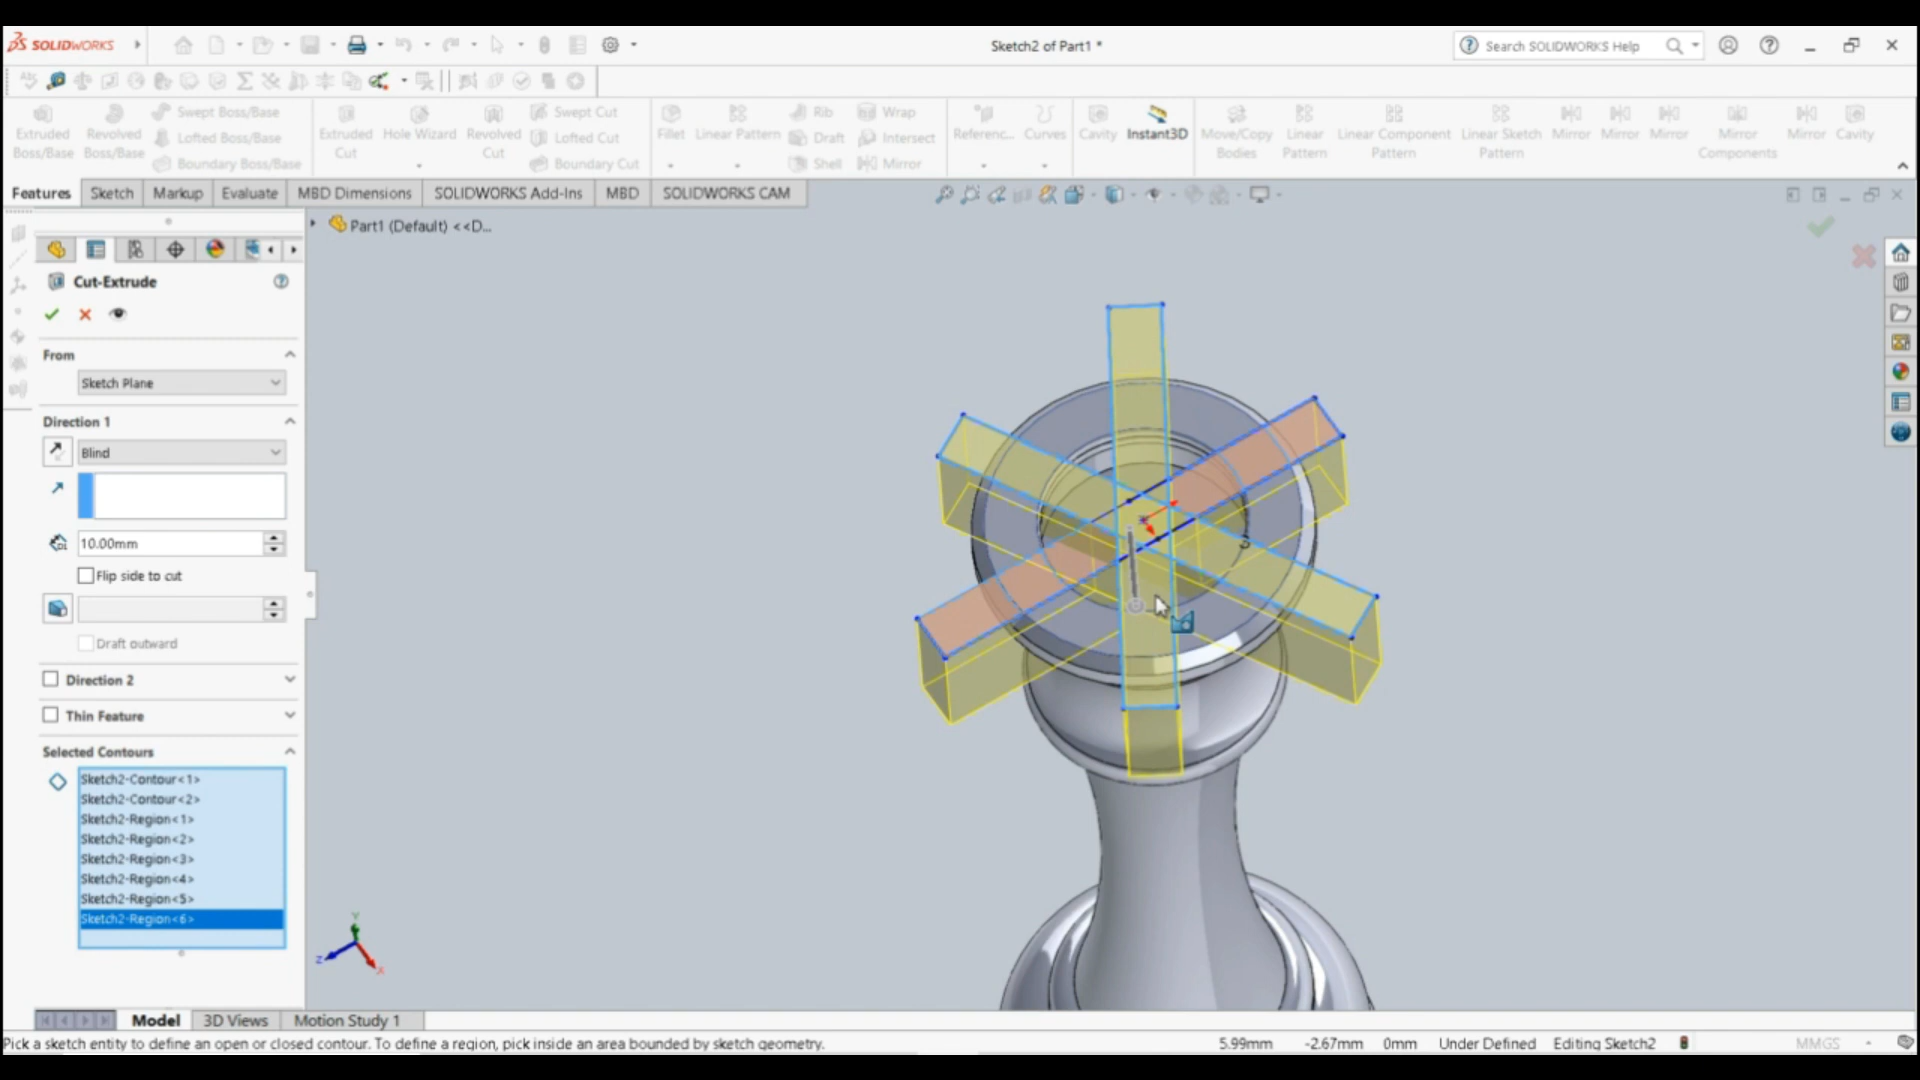 SOLIDWORKS
Sketch2 of Part1 *
Search SOLIDWORKS Help
Extruded Boss/Base
Revolved Boss/Base
Swept Boss/Base
Lofted Boss/Base
Boundary Boss/Base
Extruded Cut
Hole Wizard
Revolved Cut
Swept Cut
Lofted Cut
Boundary Cut
Fillet
Linear Pattern
Rib
Draft
Shell
Wrap
Intersect
Mirror
Referenc...
Curves
Cavity
Instant3D
Move/Copy Bodies
Linear Pattern
Linear Component Pattern
Linear Sketch Pattern
Mirror
Mirror
Mirror
Mirror Components
Mirror
Cavity
Features
Sketch
Markup
Evaluate
MBD Dimensions
SOLIDWORKS Add-Ins
MBD
SOLIDWORKS CAM
Part1 (Default) <<D...
Cut-Extrude
From
Sketch Plane
Direction 1
Blind
10.00mm
Flip side to cut
Draft outward
Direction 2
Thin Feature
Selected Contours
Sketch2-Contour<1>
Sketch2-Contour<2>
Sketch2-Region<1>
Sketch2-Region<2>
Sketch2-Region<3>
Sketch2-Region<4>
Sketch2-Region<5>
Sketch2-Region<6>
Y
Z
X
Model
3D Views
Motion Study 1
Pick a sketch entity to define an open or closed contour. To define a region, pick inside an area bounded by sketch geometry.
5.99mm
-2.67mm
0mm
Under Defined
Editing Sketch2
MMGS